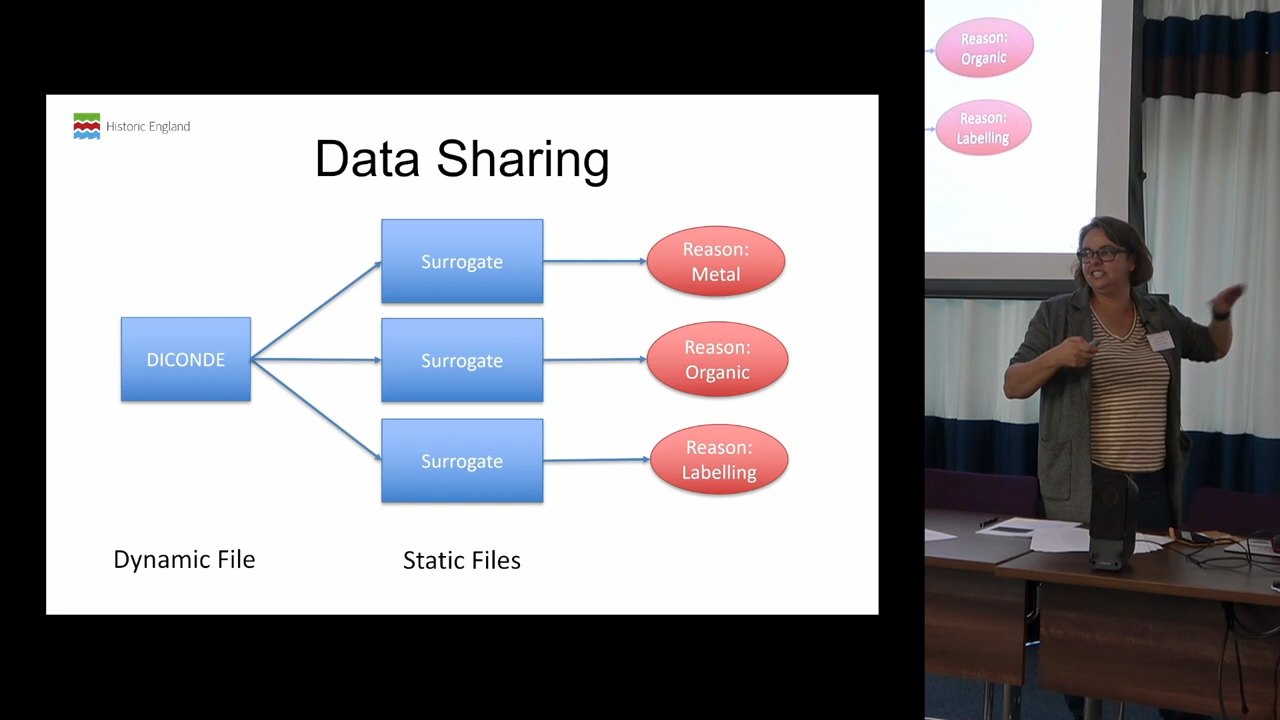 Historic England
Data Sharing
Surrogate
Reason:
Metal
DICONDE
Surrogate
Reason:
Organic
Surrogate
Reason:
Labelling
Dynamic File
Static Files
Reason:
Organic
Reason:
Labelling